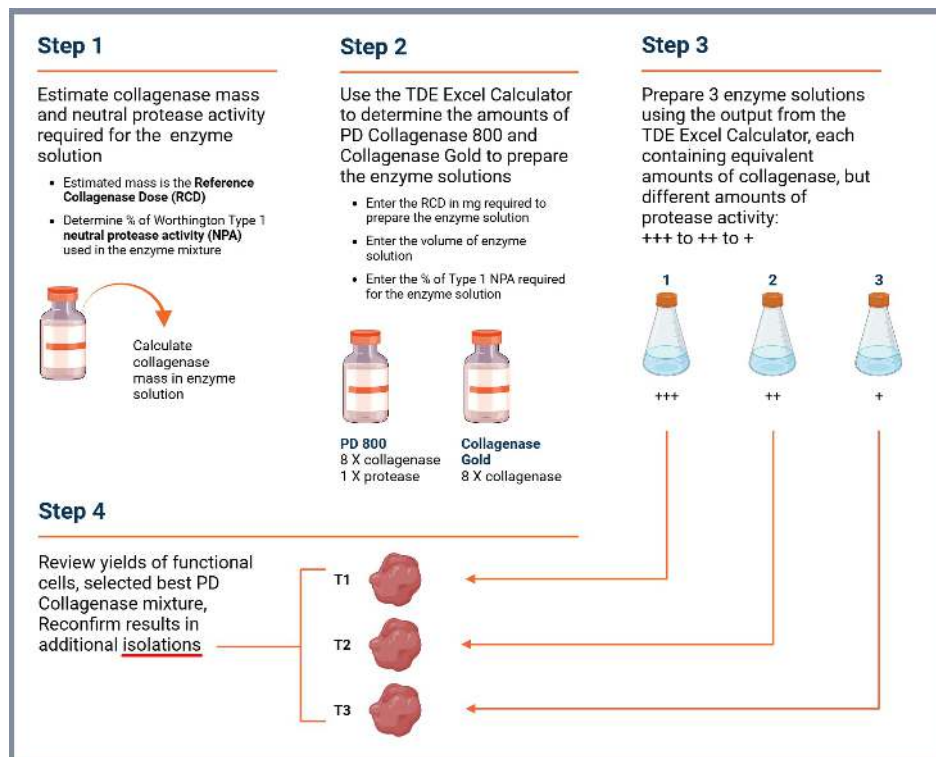 Step 1
Estimate collagenase mass
and neutral protease activity
required for the enzyme
solution
• Estimated mass is the Reference
Collagenase Dose (RCD)
• Determine % of Worthington Type 1
neutral protease activity (NPA)
used in the enzyme mixture
Calculate
collagenase
mass in enzyme
solution
Step 2
Use the TDE Excel Calculator
to determine the amounts of
PD Collagenase 800 and
Collagenase Gold to prepare
the enzyme solutions
• Enter the RCD in mg required to
prepare the enzyme solution
• Enter the volume of enzyme
solution
• Enter the % of Type 1 NPA required
for the enzyme solution
PD 800
8 X collagenase
1 X protease
Collagenase
Gold
8 X collagenase
Step 3
Prepare 3 enzyme solutions
using the output from the
TDE Excel Calculator, each
containing equivalent
amounts of collagenase, but
different amounts of
protease activity:
+++ to ++ to +
1 2 3
+++ ++ +
Step 4
Review yields of functional
cells, selected best PD
Collagenase mixture,
Reconfirm results in
additional isolations
T1
T2
T3